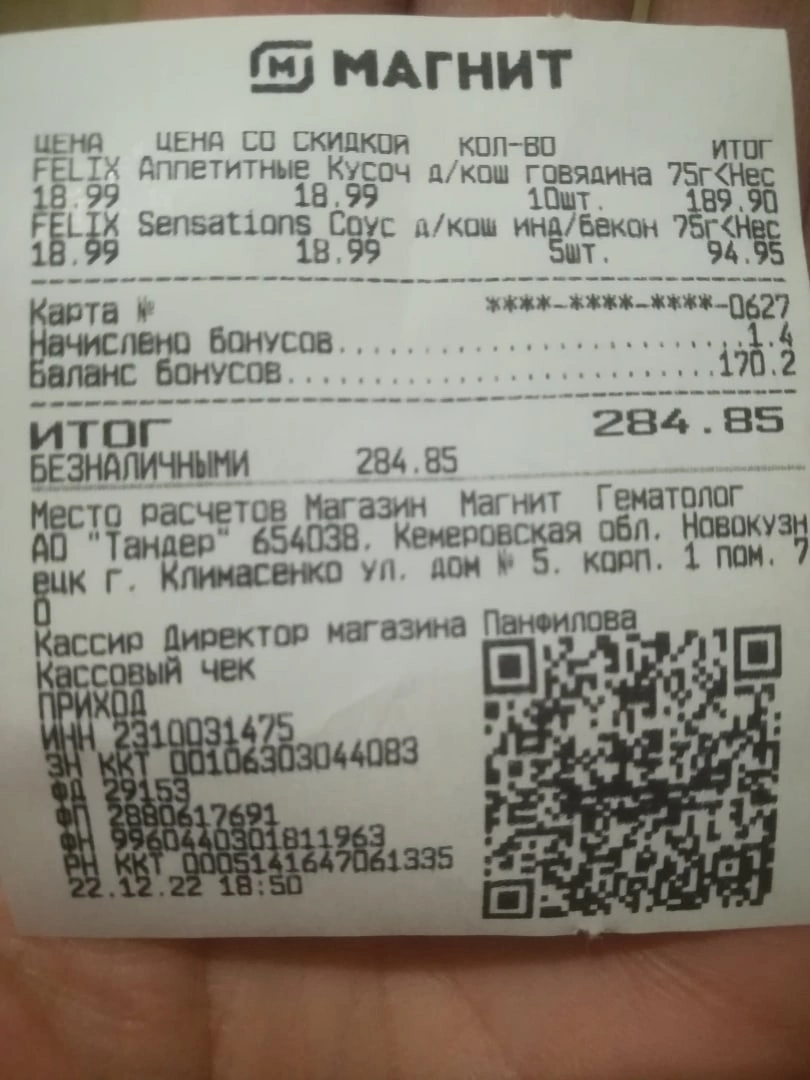 МАГНИТ
ЦЕНА ЦЕНА СО СКИДКОЙ КОЛ-ВО ИТОГ
FELIX Аппетитные Кусоч д/кош говядина 75г<Нес
18.99 18.99 10шт. 189.90
FELIX Sensations Соус д/кош инд/бекон 75г<Нес
18.99 18.99 5шт. 94.95
Карта № ****-****-****-0627
Начислено бонусов.........................1.4
Баланс бонусов.........................170.2
ИТОГ 284.85
БЕЗНАЛИЧНЫМИ 284.85
Место расчетов Магазин Магнит Гематолог
АО "Тандер" 654038, Кемеровская обл, Новокузн
ецк г, Климасенко ул, дом № 5, корп. 1 пом. 7
0
Кассир Директор магазина Панфилова
Кассовый чек
ПРИХОД
ИНН 2310031475
ЗН ККТ 00106303044083
ФД 29153
ФП 2880617691
ФН 9960440301811963
РН ККТ 0005141647061335
22.12.22 18:50